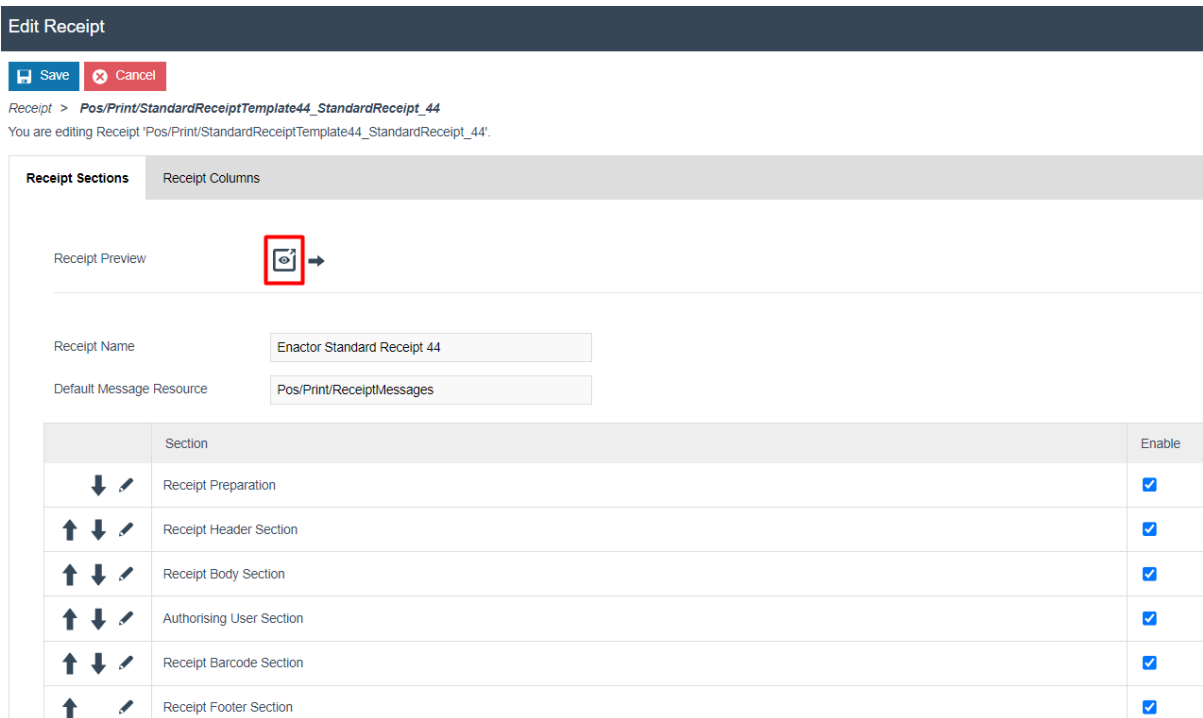 Edit Receipt
Save Cancel
Receipt > Pos/Print/StandardReceiptTemplate44_StandardReceipt_44
You are editing Receipt 'Pos/Print/StandardReceiptTemplate44_StandardReceipt_44'.
Receipt Sections Receipt Columns
Receipt Preview
Receipt Name Enactor Standard Receipt 44
Default Message Resource Pos/Print/ReceiptMessages
Section Enable
Receipt Preparation
Receipt Header Section
Receipt Body Section
Authorising User Section
Receipt Barcode Section
Receipt Footer Section